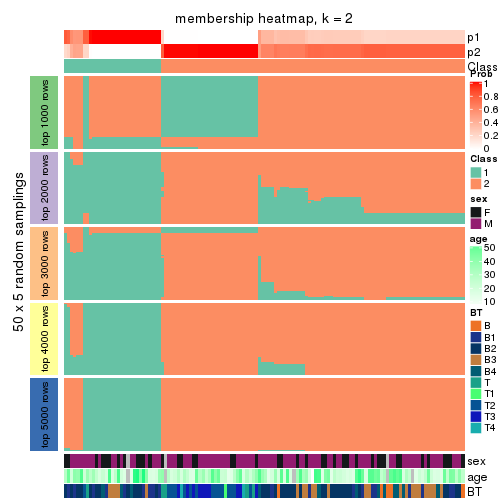 membership heatmap, k = 2
p1
p2
Class
50 x 5 random samplings
top 1000 rows
top 2000 rows
top 3000 rows
top 4000 rows
top 5000 rows
sex
age
BT
Prob
1
0.8
0.6
0.4
0.2
0
Class
1
2
sex
F
M
age
50
40
30
20
10
BT
B
B1
B2
B3
B4
T
T1
T2
T3
T4